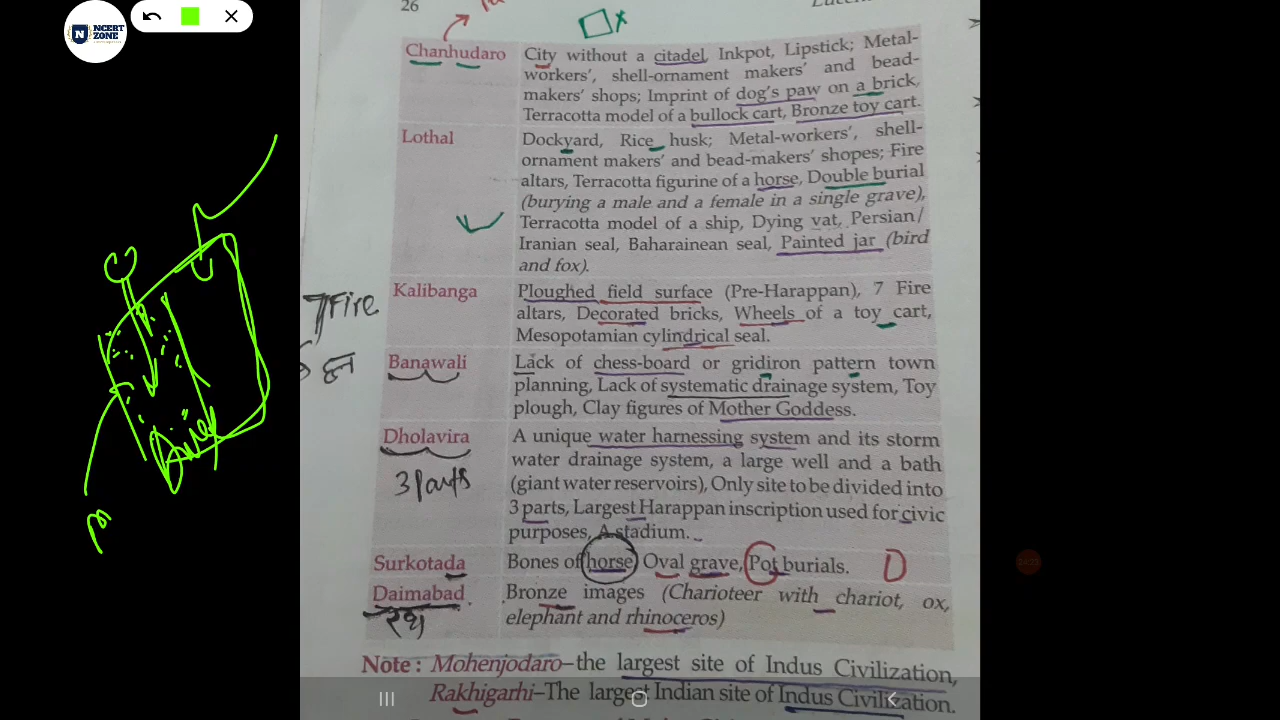 26
NCERT
ZONE
Chanhudaro City without a citadel, Inkpot, Lipstick; Metal-
workers', shell-ornament makers' and bead-
makers' shops; Imprint of dog's paw on a brick,
Terracotta model of a bullock cart, Bronze toy cart.
Lothal Dockyard, Rice husk; Metal-workers', shell-
ornament makers' and bead-makers' shopes; Fire
altars, Terracotta figurine of a horse, Double burial
(burying a male and a female in a single grave),
Terracotta model of a ship, Dying vat, Persian/
Iranian seal, Baharainean seal, Painted jar (bird
and fox).
Kalibanga Ploughed field surface (Pre-Harappan), 7 Fire
7 Fire altars, Decorated bricks, Wheels of a toy cart,
Mesopotamian cylindrical seal.
Banawali Lack of chess-board or gridiron pattern town
planning, Lack of systematic drainage system, Toy
plough, Clay figures of Mother Goddess.
Dholavira A unique water harnessing system and its storm
3 Parts water drainage system, a large well and a bath
(giant water reservoirs), Only site to be divided into
3 parts, Largest Harappan inscription used for civic
purposes, A stadium.
Surkotada Bones of horse, Oval grave, Pot burials. D
Daimabad Bronze images (Charioteer with chariot, ox,
रथ elephant and rhinoceros)
Note : Mohenjodaro–the largest site of Indus Civilization,
Rakhigarhi–The largest Indian site of Indus Civilization.